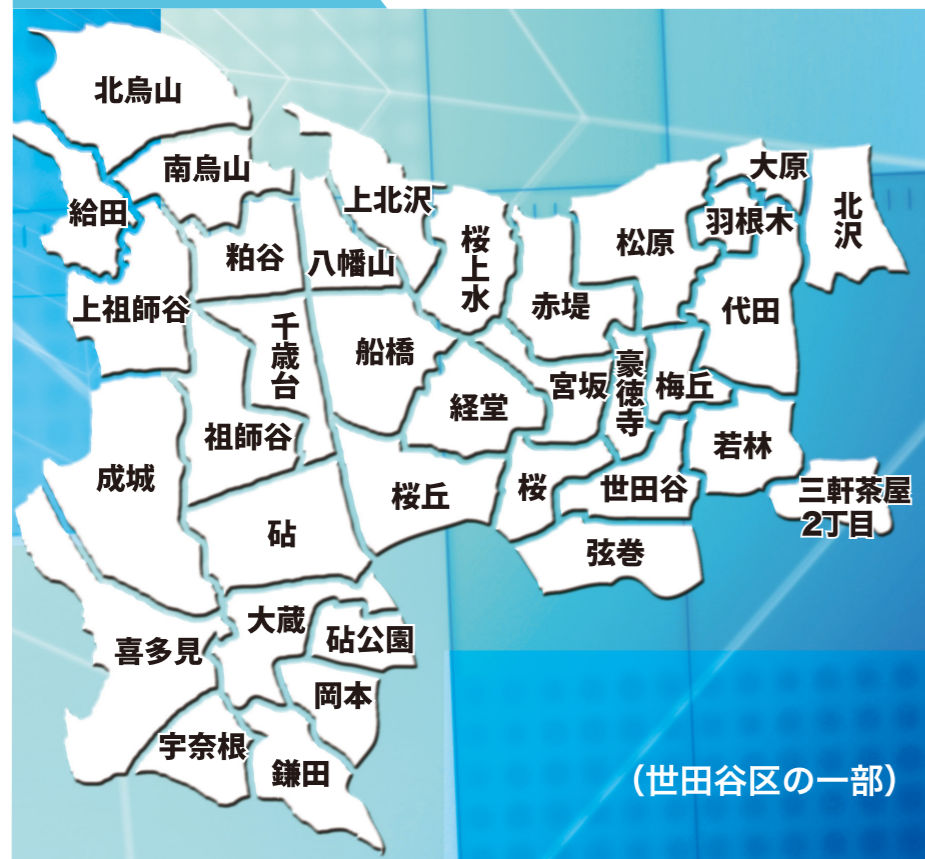 北烏山
南烏山
給田
上北沢
大原
北沢
羽根木
松原
桜上水
粕谷
八幡山
上祖師谷
赤堤
代田
千歳台
船橋
宮坂
豪徳寺
梅丘
経堂
祖師谷
若林
成城
桜丘
桜
世田谷
三軒茶屋
2丁目
砧
弦巻
大蔵
砧公園
喜多見
岡本
宇奈根
鎌田
（世田谷区の一部）